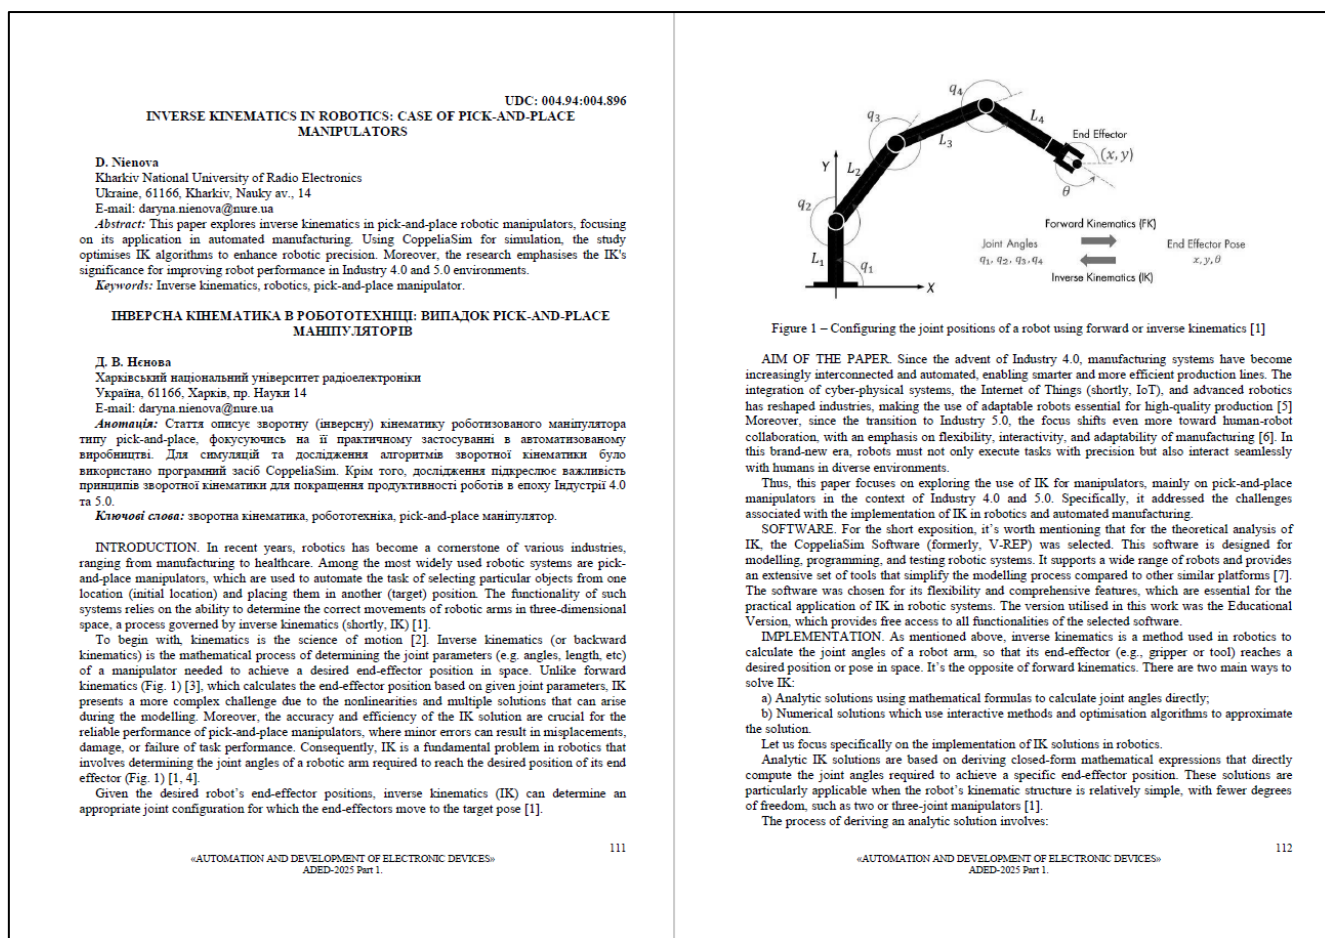 UDC: 004.94:004.896
INVERSE KINEMATICS IN ROBOTICS: CASE OF PICK-AND-PLACE
MANIPULATORS
D. Nienova
Kharkiv National University of Radio Electronics
Ukraine, 61166, Kharkiv, Nauky av., 14
E-mail: daryna.nienova@nure.ua
Abstract: This paper explores inverse kinematics in pick-and-place robotic manipulators, focusing
on its application in automated manufacturing. Using CoppeliaSim for simulation, the study
optimises IK algorithms to enhance robotic precision. Moreover, the research emphasises the IK's
significance for improving robot performance in Industry 4.0 and 5.0 environments.
Keywords: Inverse kinematics, robotics, pick-and-place manipulator.
ІНВЕРСНА КІНЕМАТИКА В РОБОТОТЕХНІЦІ: ВИПАДОК PICK-AND-PLACE
МАНІПУЛЯТОРІВ
Д. В. Нєнова
Харківський національний університет радіоелектроніки
Україна, 61166, Харків, пр. Науки 14
E-mail: daryna.nienova@nure.ua
Анотація: Стаття описує зворотну (інверсну) кінематику роботизованого маніпулятора
типу pick-and-place, фокусуючись на її практичному застосуванні в автоматизованому
виробництві. Для симуляцій та дослідження алгоритмів зворотної кінематики було
використано програмний засіб CoppeliaSim. Крім того, дослідження підкреслює важливість
принципів зворотної кінематики для покращення продуктивності роботів в епоху Індустрії 4.0
та 5.0.
Ключові слова: зворотна кінематика, робототехніка, pick-and-place маніпулятор.
INTRODUCTION. In recent years, robotics has become a cornerstone of various industries,
ranging from manufacturing to healthcare. Among the most widely used robotic systems are pick-
and-place manipulators, which are used to automate the task of selecting particular objects from one
location (initial location) and placing them in another (target) position. The functionality of such
systems relies on the ability to determine the correct movements of robotic arms in three-dimensional
space, a process governed by inverse kinematics (shortly, IK) [1].
To begin with, kinematics is the science of motion [2]. Inverse kinematics (or backward
kinematics) is the mathematical process of determining the joint parameters (e.g. angles, length, etc)
of a manipulator needed to achieve a desired end-effector position in space. Unlike forward
kinematics (Fig. 1) [3], which calculates the end-effector position based on given joint parameters, IK
presents a more complex challenge due to the nonlinearities and multiple solutions that can arise
during the modelling. Moreover, the accuracy and efficiency of the IK solution are crucial for the
reliable performance of pick-and-place manipulators, where minor errors can result in misplacements,
damage, or failure of task performance. Consequently, IK is a fundamental problem in robotics that
involves determining the joint angles of a robotic arm required to reach the desired position of its end
effector (Fig. 1) [1, 4].
Given the desired robot's end-effector positions, inverse kinematics (IK) can determine an
appropriate joint configuration for which the end-effectors move to the target pose [1].
111
«AUTOMATION AND DEVELOPMENT OF ELECTRONIC DEVICES»
ADED-2025 Part 1.
q4
q3
L4
L3
End Effector
(x, y)
Y
L2
θ
q2
Forward Kinematics (FK)
Joint Angles
End Effector Pose
L1
q1
q1, q2, q3, q4
x, y, θ
Inverse Kinematics (IK)
X
Figure 1 – Configuring the joint positions of a robot using forward or inverse kinematics [1]
AIM OF THE PAPER. Since the advent of Industry 4.0, manufacturing systems have become
increasingly interconnected and automated, enabling smarter and more efficient production lines. The
integration of cyber-physical systems, the Internet of Things (shortly, IoT), and advanced robotics
has reshaped industries, making the use of adaptable robots essential for high-quality production [5]
Moreover, since the transition to Industry 5.0, the focus shifts even more toward human-robot
collaboration, with an emphasis on flexibility, interactivity, and adaptability of manufacturing [6]. In
this brand-new era, robots must not only execute tasks with precision but also interact seamlessly
with humans in diverse environments.
Thus, this paper focuses on exploring the use of IK for manipulators, mainly on pick-and-place
manipulators in the context of Industry 4.0 and 5.0. Specifically, it addressed the challenges
associated with the implementation of IK in robotics and automated manufacturing.
SOFTWARE. For the short exposition, it's worth mentioning that for the theoretical analysis of
IK, the CoppeliaSim Software (formerly, V-REP) was selected. This software is designed for
modelling, programming, and testing robotic systems. It supports a wide range of robots and provides
an extensive set of tools that simplify the modelling process compared to other similar platforms [7].
The software was chosen for its flexibility and comprehensive features, which are essential for the
practical application of IK in robotic systems. The version utilised in this work was the Educational
Version, which provides free access to all functionalities of the selected software.
IMPLEMENTATION. As mentioned above, inverse kinematics is a method used in robotics to
calculate the joint angles of a robot arm, so that its end-effector (e.g., gripper or tool) reaches a
desired position or pose in space. It's the opposite of forward kinematics. There are two main ways to
solve IK:
a) Analytic solutions using mathematical formulas to calculate joint angles directly;
b) Numerical solutions which use interactive methods and optimisation algorithms to approximate
the solution.
Let us focus specifically on the implementation of IK solutions in robotics.
Analytic IK solutions are based on deriving closed-form mathematical expressions that directly
compute the joint angles required to achieve a specific end-effector position. These solutions are
particularly applicable when the robot's kinematic structure is relatively simple, with fewer degrees
of freedom, such as two or three-joint manipulators [1].
The process of deriving an analytic solution involves:
112
«AUTOMATION AND DEVELOPMENT OF ELECTRONIC DEVICES»
ADED-2025 Part 1.